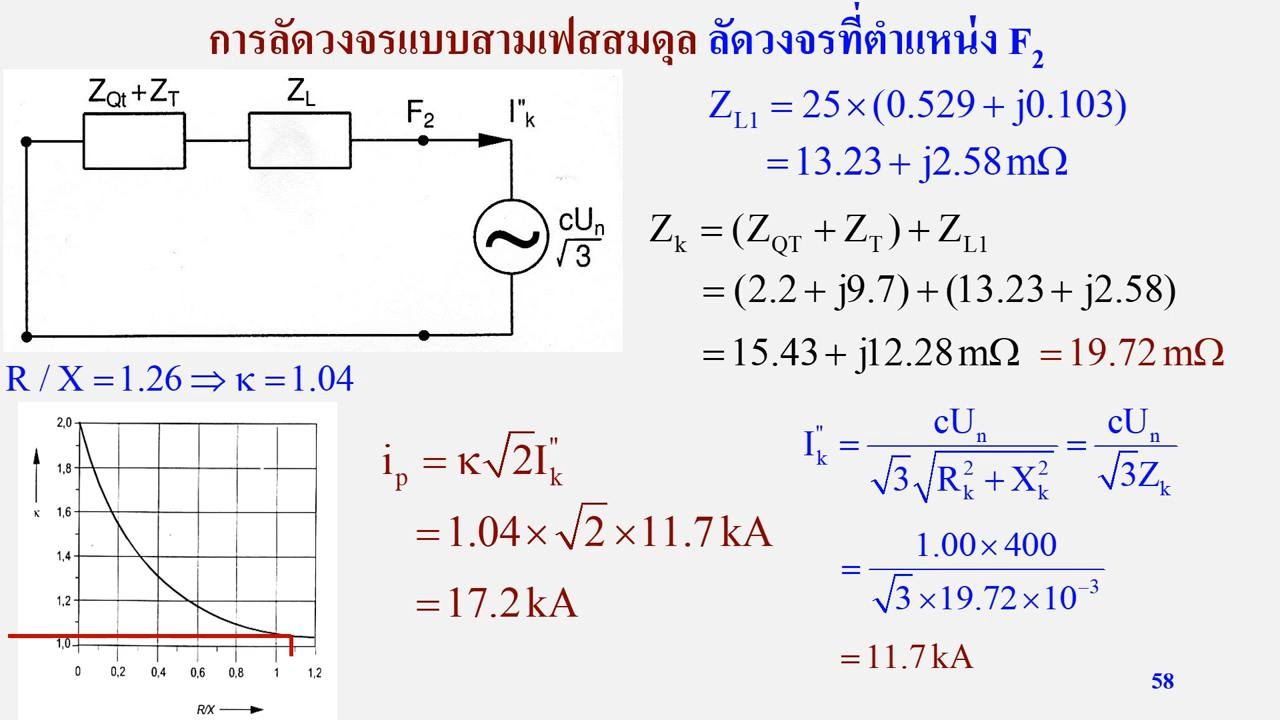 การลัดวงจรแบบสามเฟสสมดุล ลัดวงจรที่ตำแหน่ง F₂
Z_Qt + Z_T
Z_L
F₂
I"k
cUn
√3
Z_L1 = 25×(0.529 + j0.103)
= 13.23 + j2.58 mΩ
Z_k = (Z_QT + Z_T) + Z_L1
= (2.2 + j9.7) + (13.23 + j2.58)
= 15.43 + j12.28 mΩ = 19.72 mΩ
R / X = 1.26 ⇒ κ = 1.04
2,0
1,8
1,6
1,4
1,2
1,0
κ
0 0,2 0,4 0,6 0,8 1 1,2
R/X
i_p = κ√2 I"k
= 1.04 × √2 × 11.7 kA
= 17.2 kA
I"k = cUn / (√3 √(R_k² + X_k²)) = cUn / (√3 Z_k)
= 1.00×400 / (√3 ×19.72×10⁻³)
= 11.7 kA
58